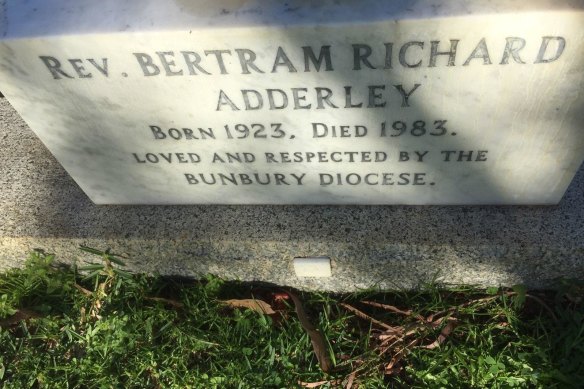 REV. BERTRAM RICHARD
ADDERLEY
BORN 1923, DIED 1983.
LOVED AND RESPECTED BY THE
BUNBURY DIOCESE.